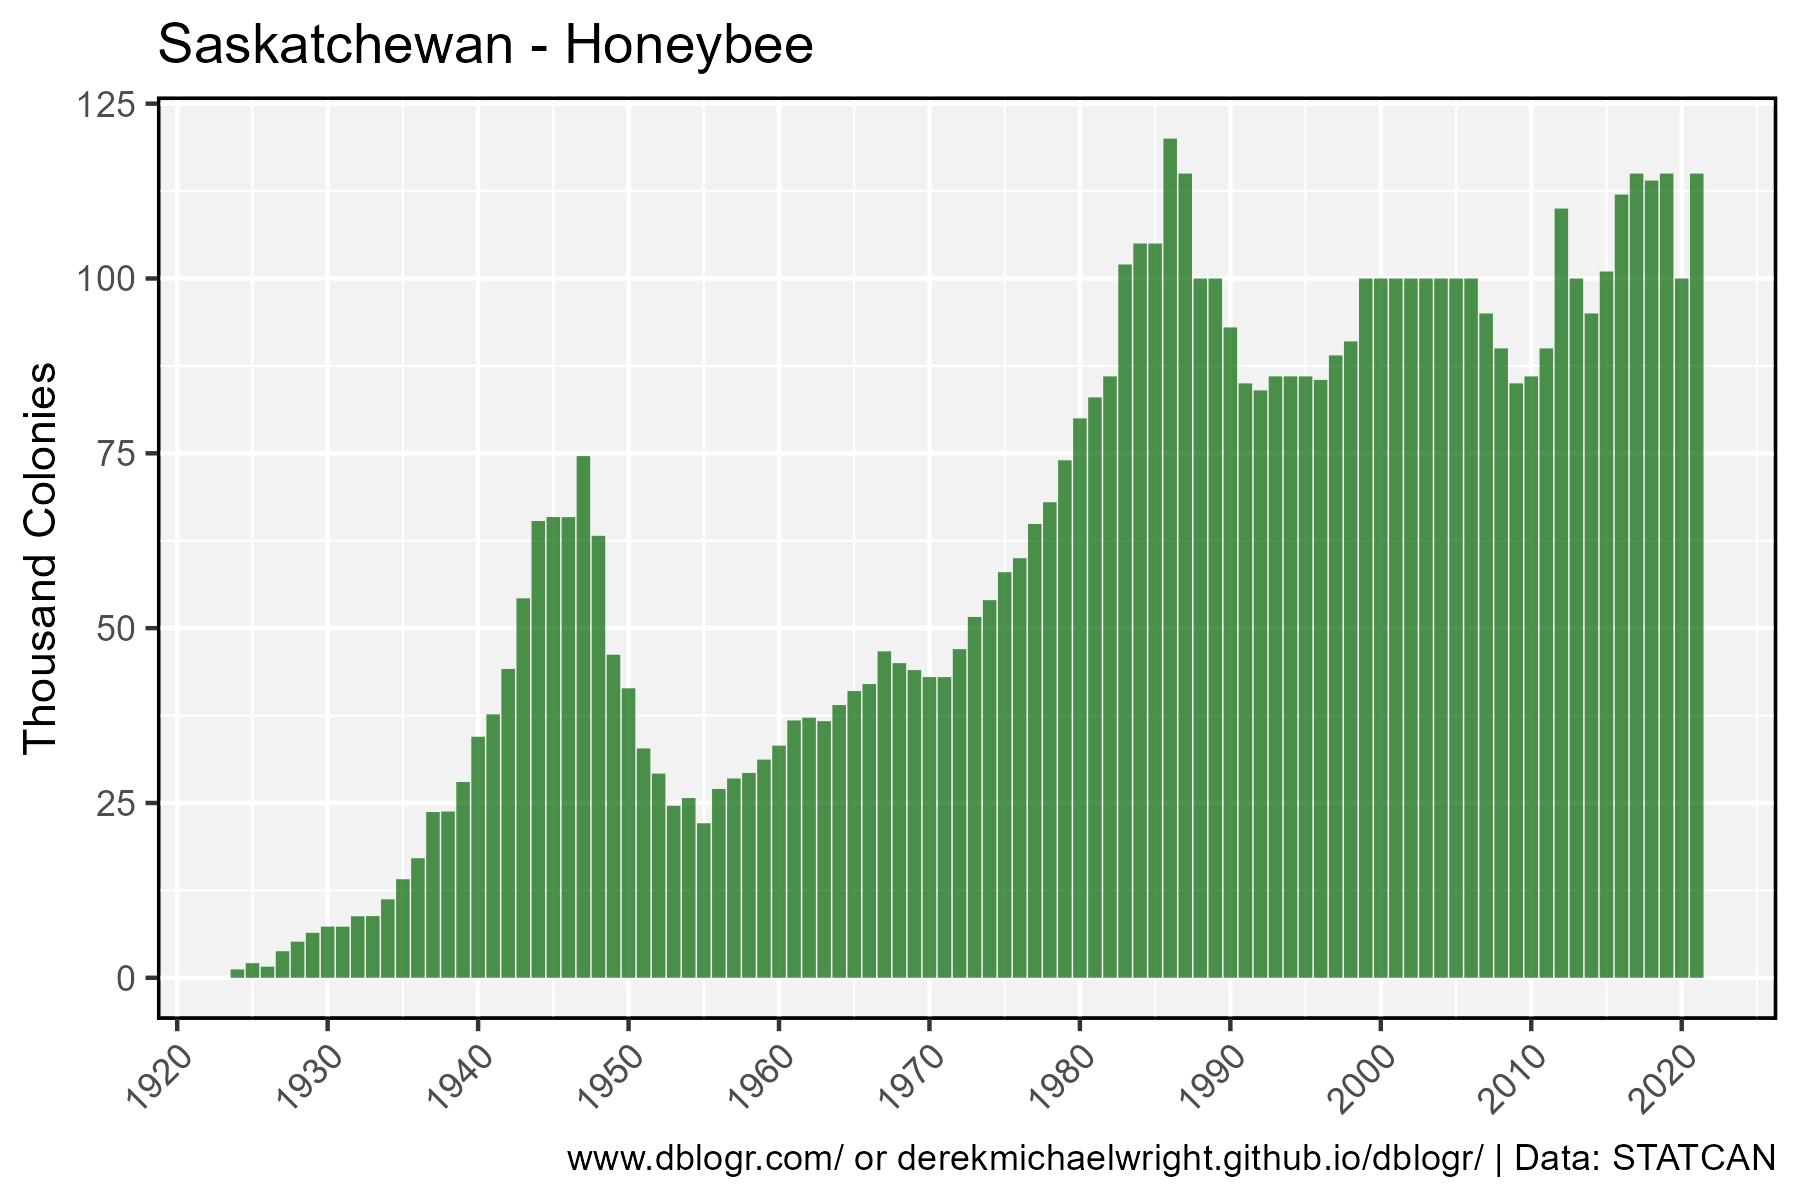 Saskatchewan - Honeybee
125
100
75
50
25
0
Thousand Colonies
1920 1930 1940 1950 1960 1970 1980 1990 2000 2010 2020
www.dblogr.com/ or derekmichaelwright.github.io/dblogr/ | Data: STATCAN